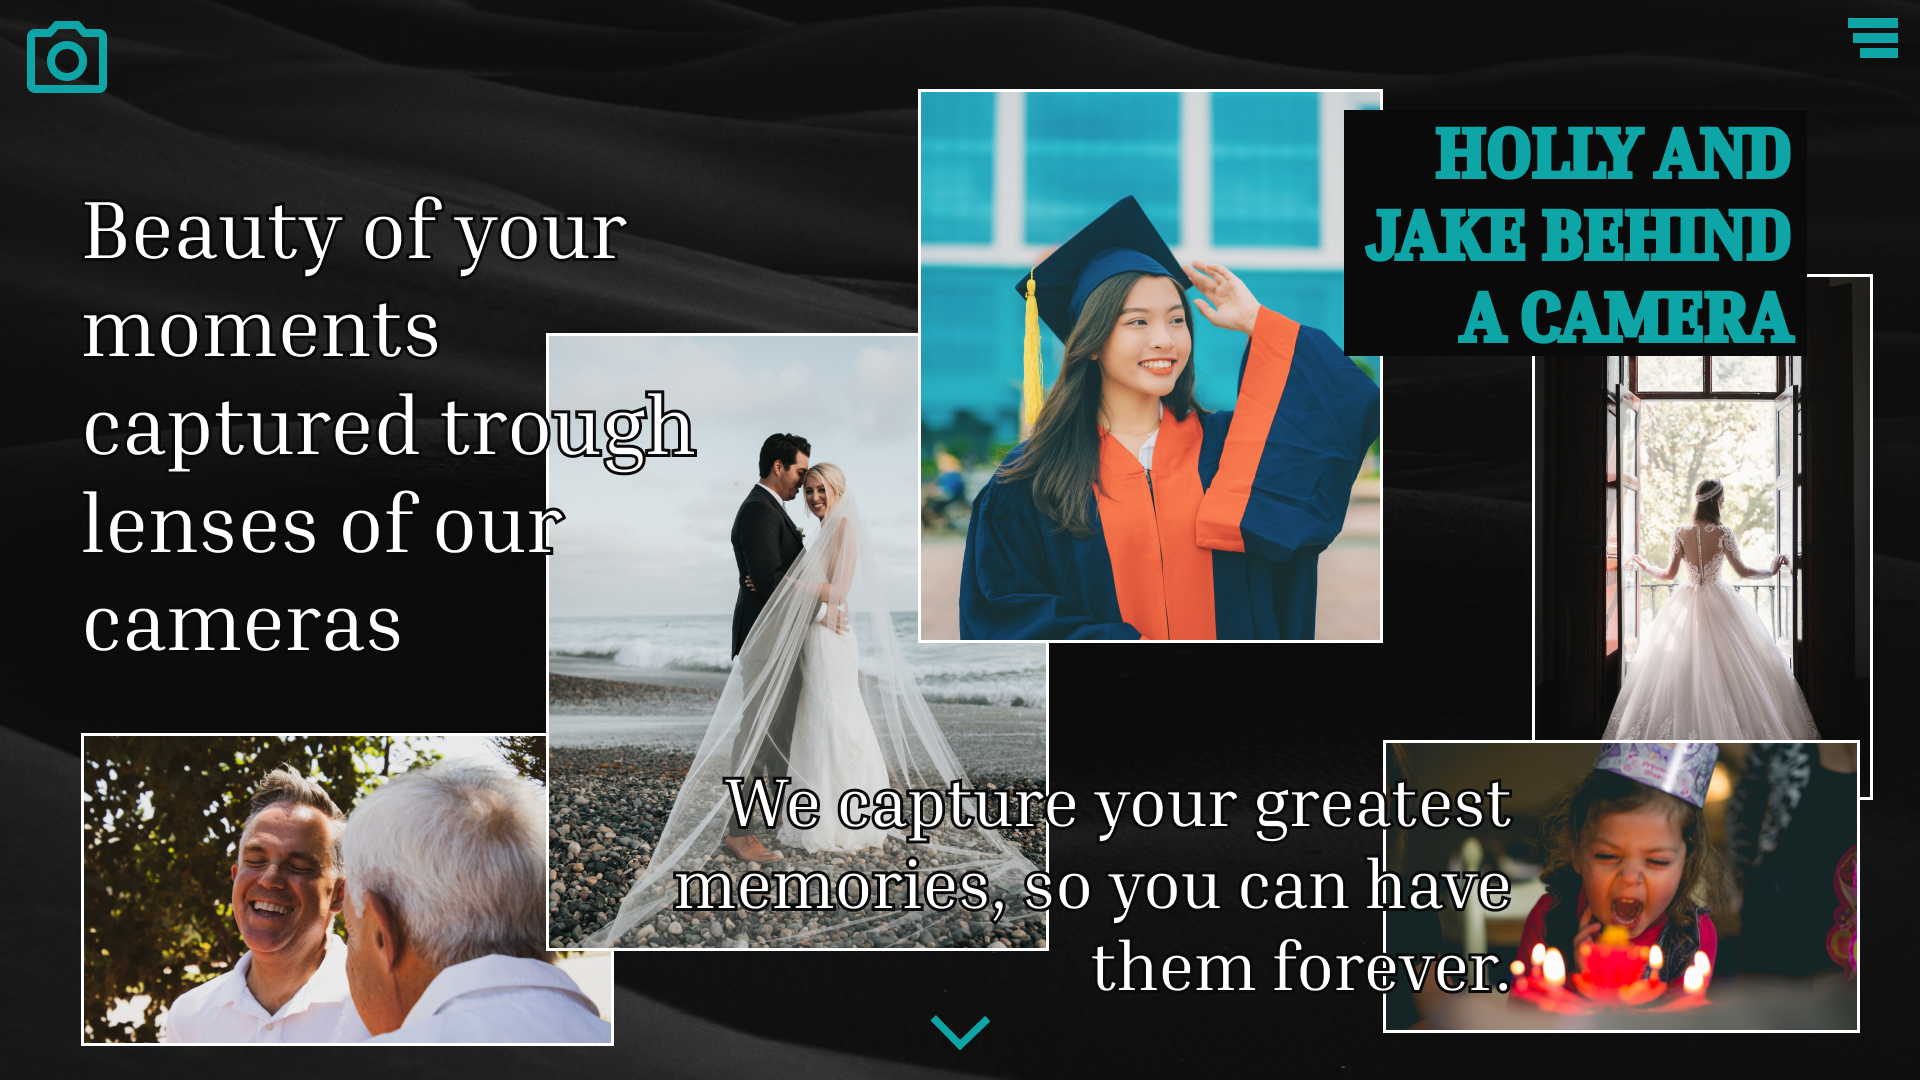 HOLLY AND
JAKE BEHIND
A CAMERA
Beauty of your
moments
captured trough
lenses of our
cameras
We capture your greatest
memories, so you can have
them forever.